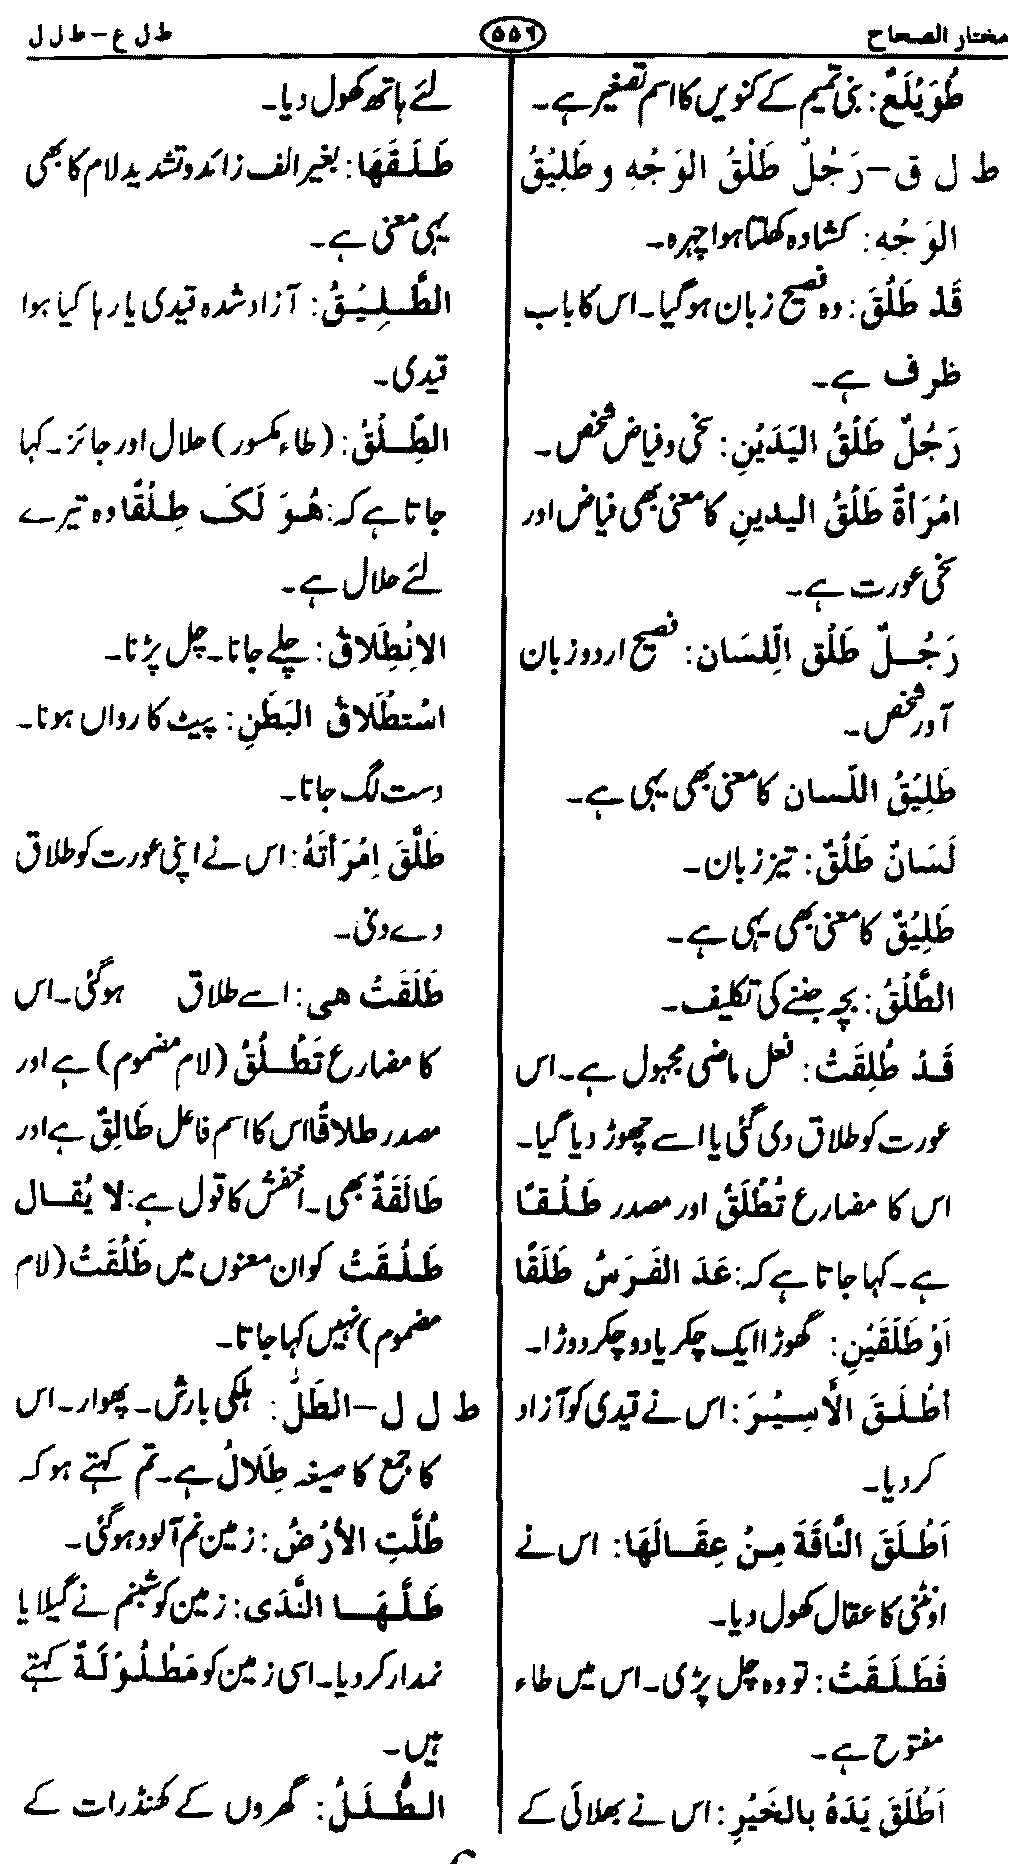 مختار الصحاح
۵۵۶
ط ل ع – ط ل ل
طُوَيْلَعٌ: بنی تمیم کے کنویں کا اسم تصغیر ہے۔
ط ل ق – رَجُلٌ طَلْقُ الوَجْهِ و طَلِيْقُ
الوَجْهِ: کشادہ کھلتا ہوا چہرہ۔
قَدْ طَلُقَ: وہ فصیح زبان ہو گیا۔ اس کا باب
ظرف ہے۔
رَجُلٌ طَلْقُ اليَدَيْنِ: سخی و فیاض شخص۔
امْرَأةٌ طَلْقُ اليدينِ کا معنی بھی فیاض اور
سخی عورت ہے۔
رَجُلٌ طَلْق الِّلسَان: فصیح اردو زبان
آور شخص۔
طَلِيْقُ اللّسان کا معنی بھی یہی ہے۔
لَسَانٌ طَلْقٌ: تیز زبان۔
طَلِيْقٌ کا معنی بھی یہی ہے۔
الطَّلْقُ: بچہ جننے کی تکلیف۔
قَدْ طُلِقَتْ: فعل ماضی مجہول ہے۔ اس
عورت کو طلاق دی گئی یا اسے چھوڑ دیا گیا۔
اس کا مضارع تُطْلَقُ اور مصدر طَلْقًا
ہے۔ کہا جاتا ہے کہ: عَدَ الفَرَسُ طَلَقًا
اَوْ طَلَقَيْنِ: گھوڑا ایک چکر یا دو چکر دوڑا۔
أطْلَقَ الأَسِيْرَ: اس نے قیدی کو آزاد
کر دیا۔
اَطْلَقَ النَّاقَةَ مِنْ عِقَالَهَا: اس نے
اونٹنی کا عقال کھول دیا۔
فَطَلَقَتْ: تو وہ چل پڑی۔ اس میں طاء
مفتوح ہے۔
اَطْلَقَ يَدَهُ بالخَيْرِ: اس نے بھلائی کے
لئے ہاتھ کھول دیا۔
طَلَقَهَا: بغیر الف زائد و تشدید لام کا بھی
یہی معنی ہے۔
الطَّلِيْقُ: آزاد شدہ قیدی یا رہا کیا ہوا
قیدی۔
الطِّلْقُ: (طاء مکسور) حلال اور جائز۔ کہا
جاتا ہے کہ: هُوَ لَكَ طِلْقًا وہ تیرے
لئے حلال ہے۔
الانْطِلَاقُ: چلے جانا۔ چل پڑنا۔
اسْتطْلَاقُ البَطَنِ: پیٹ کا رواں ہونا۔
دست لگ جانا۔
طَلَّقَ اِمْرَأتَهُ: اس نے اپنی عورت کو طلاق
دے دی۔
طَلَقَتْ هي: اسے طلاق ہو گئی۔ اس
کا مضارع تَطْلُقُ (لام مضموم) ہے اور
مصدر طلاقًا اس کا اسم فاعل طَالِقٌ ہے اور
طَالَقَةٌ بھی۔ اخفش کا قول ہے: لا يُقال
طَلُقَتْ کو ان معنوں میں طَلُقَتْ (لام
مضموم) نہیں کہا جاتا۔
ط ل ل – الطَلُّ: ہلکی بارش۔ پھوار۔ اس
کا جمع کا صیغہ طِلَالٌ ہے۔ تم کہتے ہو کہ
طُلَّتِ الأرْضُ: زمین نم آلود ہو گئی۔
طَلَّهَا النَّدَى: زمین کو شبنم نے گیلا یا
نمدار کر دیا۔ اسی زمین کو مَطْلُوْلَةٌ کہتے
ہیں۔
الطَّلَلُ: گھروں کے کھنڈرات کے